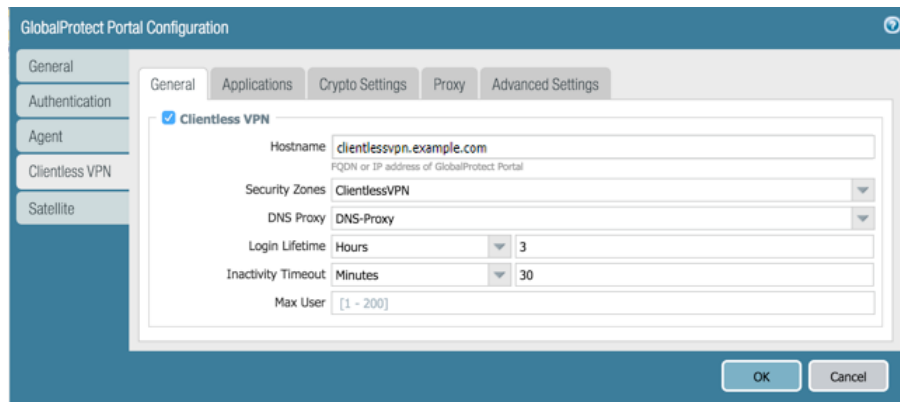 GlobalProtect Portal Configuration
General
Authentication
Agent
Clientless VPN
Satellite
General Applications Crypto Settings Proxy Advanced Settings
Clientless VPN
Hostname clientlessvpn.example.com
FQDN or IP address of GlobalProtect Portal
Security Zones ClientlessVPN
DNS Proxy DNS-Proxy
Login Lifetime Hours 3
Inactivity Timeout Minutes 30
Max User [1 - 200]
OK Cancel